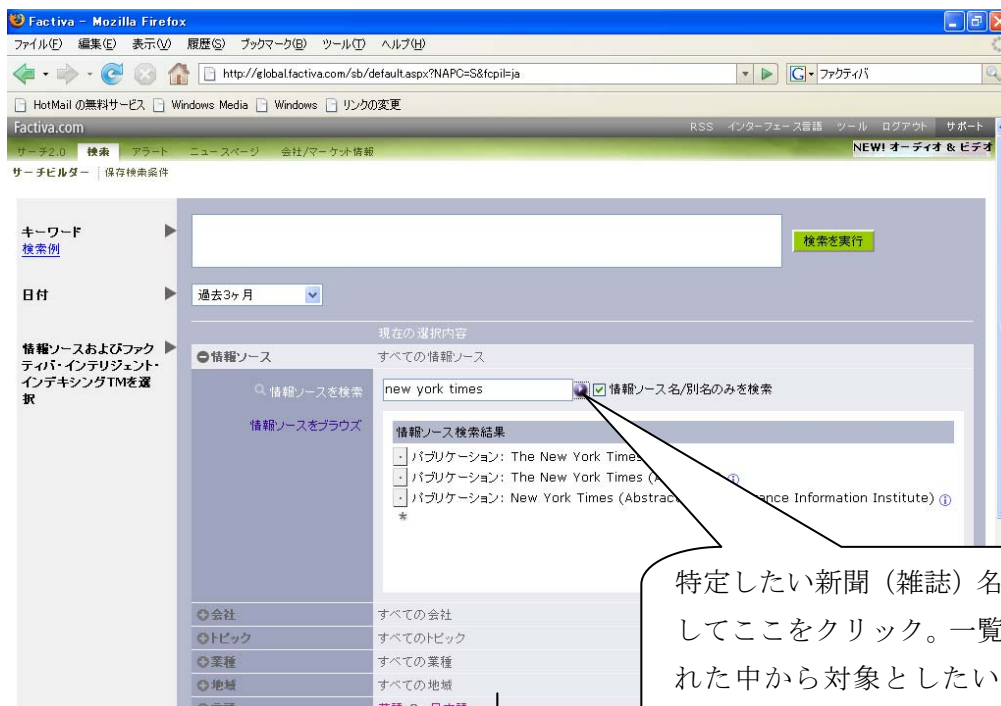 Factiva - Mozilla Firefox
ファイル(F) 編集(E) 表示(V) 履歴(S) ブックマーク(B) ツール(T) ヘルプ(H)
http://global.factiva.com/sb/default.aspx?NAPC=S&fcpil=ja
ファクティバ
HotMail の無料サービス Windows Media Windows リンクの変更
Factiva.com RSS インターフェース言語 ツール ログアウト サポート
サーチ2.0 検索 アラート ニュースページ 会社/マーケット情報 NEW! オーディオ & ビデオ
サーチビルダー | 保存検索条件
キーワード
検索例
検索を実行
日付 過去3ヶ月
現在の選択内容
情報ソースおよびファクティバ・インテリジェント・インデキシングTMを選択
情報ソース すべての情報ソース
情報ソースを検索 new york times 情報ソース名/別名のみを検索
情報ソースをブラウズ
情報ソース検索結果
パブリケーション: The New York Times
パブリケーション: The New York Times
パブリケーション: New York Times (Abstrac Information Institute)
*
特定したい新聞（雑誌）名
してここをクリック。一覧
れた中から対象としたい
会社 すべての会社
トピック すべてのトピック
業種 すべての業種
地域 すべての地域